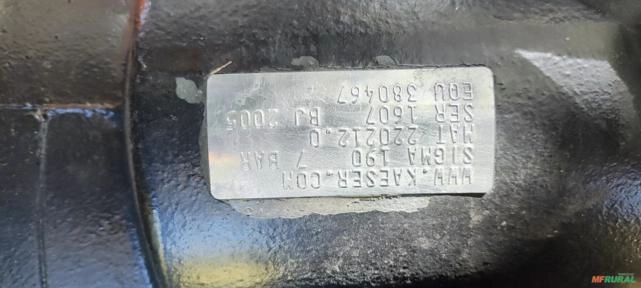 WWW.KAESER.COM
SIGMA 190 7 BAR
MAT 220212.0
SER 1607 BJ 2005
EQU 380467
MFRURAL